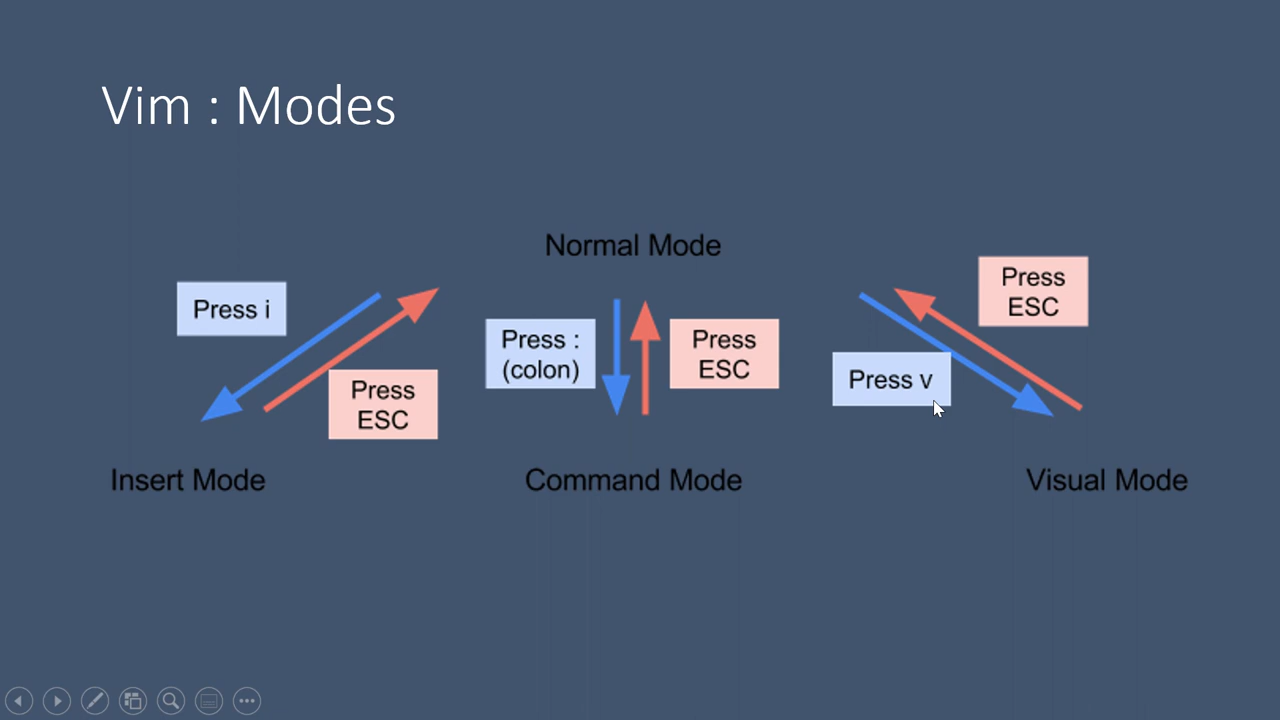 Vim : Modes
Normal Mode
Press i
Press
ESC
Press :
(colon)
Press
ESC
Press v
Press
ESC
Insert Mode
Command Mode
Visual Mode